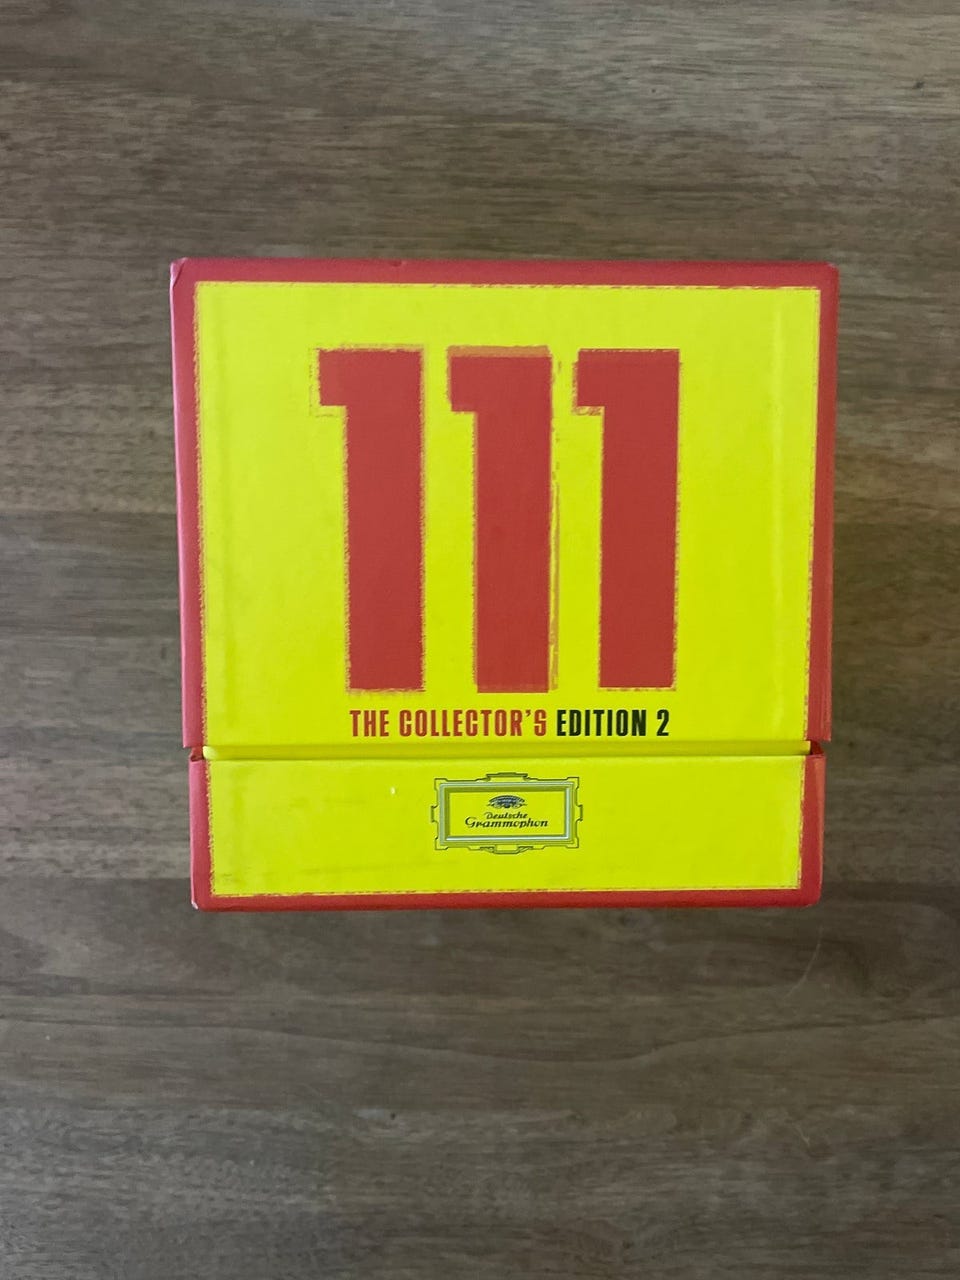 111
THE COLLECTOR'S EDITION 2
Deutsche
Grammophon